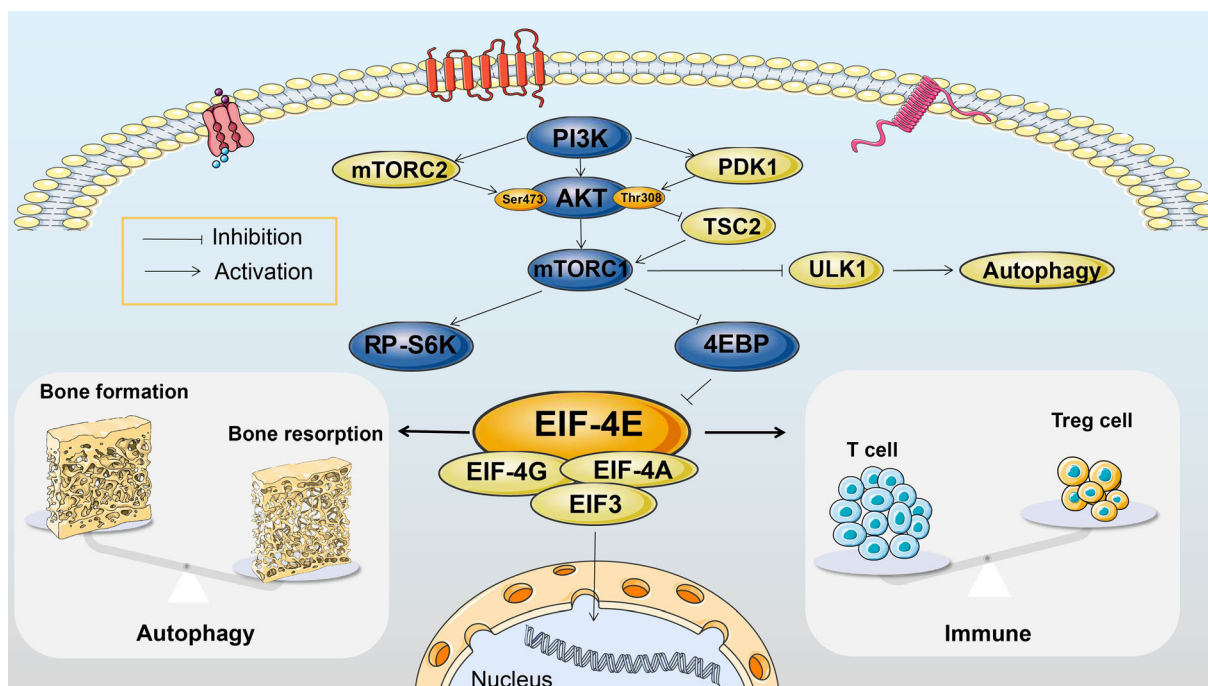 PI3K
mTORC2
PDK1
Ser473
AKT
Thr308
TSC2
Inhibition
Activation
mTORC1
ULK1
Autophagy
RP-S6K
4EBP
Bone formation
Bone resorption
EIF-4E
EIF-4G
EIF-4A
EIF3
T cell
Treg cell
Autophagy
Immune
Nucleus